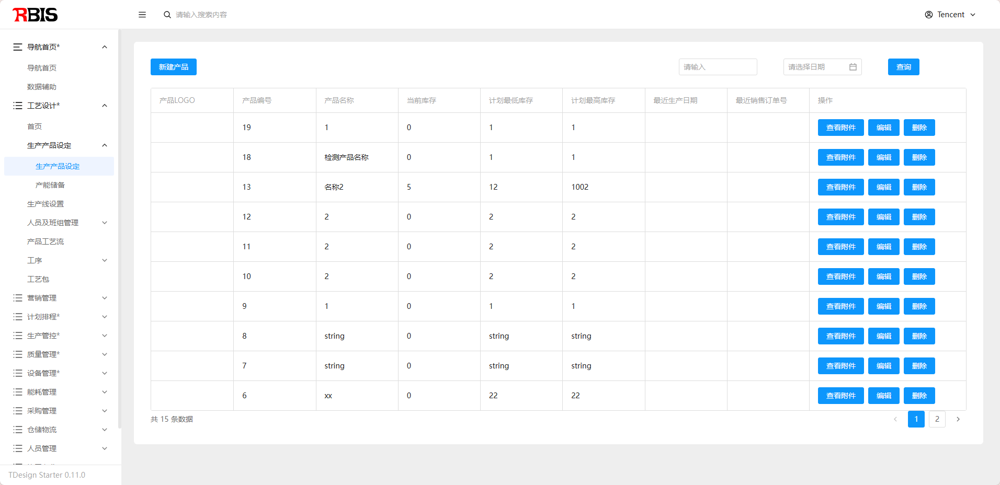 RBIS
请输入搜索内容
Tencent
导航首页*
导航首页
数据辅助
工艺设计*
首页
生产产品设定
生产产品设定
产能储备
生产线设置
人员及班组管理
产品工艺流
工序
工艺包
营销管理
计划排程*
生产管控*
质量管理*
设备管理*
能耗管理
采购管理
仓储物流
人员管理
TDesign Starter 0.11.0
新建产品 请输入 请选择日期 查询
产品LOGO 产品编号 产品名称 当前库存 计划最低库存 计划最高库存 最近生产日期 最近销售订单号 操作
19 1 0 1 1 查看附件 编辑 删除
18 检测产品名称 0 1 1 查看附件 编辑 删除
13 名称2 5 12 1002 查看附件 编辑 删除
12 2 0 2 2 查看附件 编辑 删除
11 2 0 2 2 查看附件 编辑 删除
10 2 0 2 2 查看附件 编辑 删除
9 1 0 1 1 查看附件 编辑 删除
8 string 0 string string 查看附件 编辑 删除
7 string 0 string string 查看附件 编辑 删除
6 xx 0 22 22 查看附件 编辑 删除
共 15 条数据 1 2